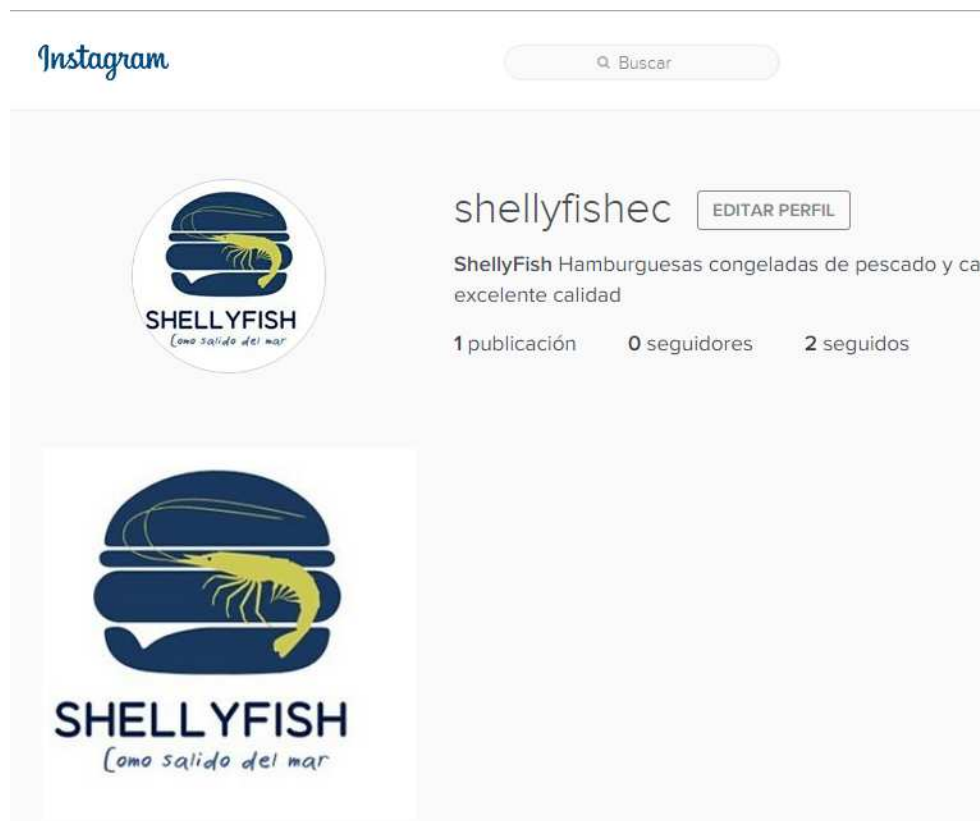 Instagram
Buscar
shellyfishec EDITAR PERFIL
ShellyFish Hamburguesas congeladas de pescado y ca
excelente calidad
1 publicación 0 seguidores 2 seguidos
SHELLYFISH
Como salido del mar
SHELLYFISH
Como salido del mar